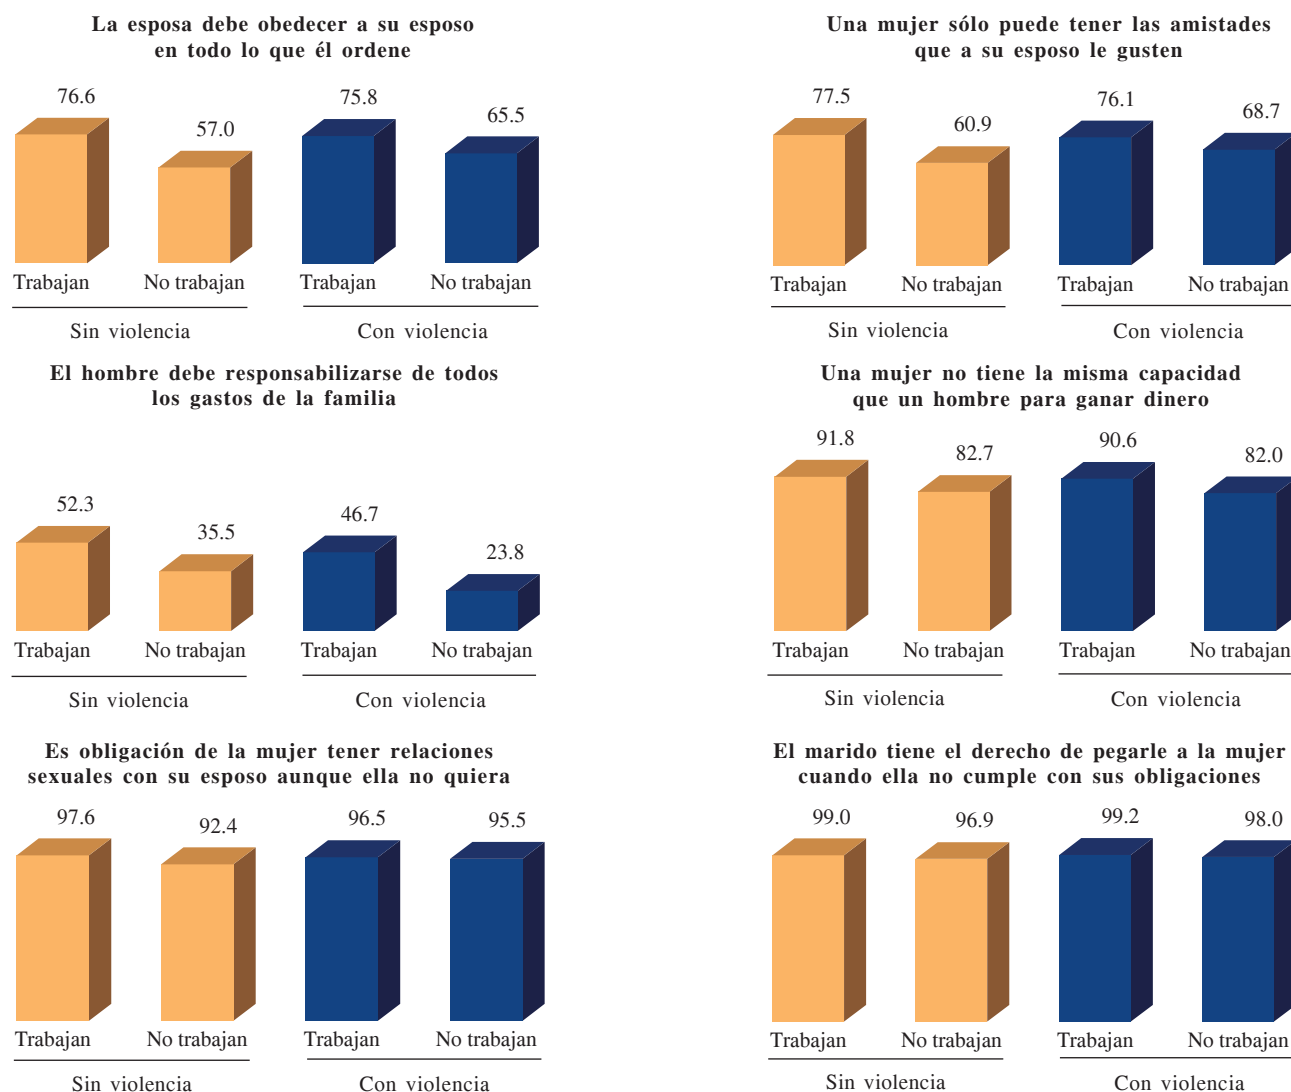 La esposa debe obedecer a su esposo
en todo lo que él ordene
76.6
57.0
75.8
65.5
Trabajan
No trabajan
Trabajan
No trabajan
Sin violencia
Con violencia
Una mujer sólo puede tener las amistades
que a su esposo le gusten
77.5
60.9
76.1
68.7
Trabajan
No trabajan
Trabajan
No trabajan
Sin violencia
Con violencia
El hombre debe responsabilizarse de todos
los gastos de la familia
52.3
35.5
46.7
23.8
Trabajan
No trabajan
Trabajan
No trabajan
Sin violencia
Con violencia
Una mujer no tiene la misma capacidad
que un hombre para ganar dinero
91.8
82.7
90.6
82.0
Trabajan
No trabajan
Trabajan
No trabajan
Sin violencia
Con violencia
Es obligación de la mujer tener relaciones
sexuales con su esposo aunque ella no quiera
97.6
92.4
96.5
95.5
Trabajan
No trabajan
Trabajan
No trabajan
Sin violencia
Con violencia
El marido tiene el derecho de pegarle a la mujer
cuando ella no cumple con sus obligaciones
99.0
96.9
99.2
98.0
Trabajan
No trabajan
Trabajan
No trabajan
Sin violencia
Con violencia